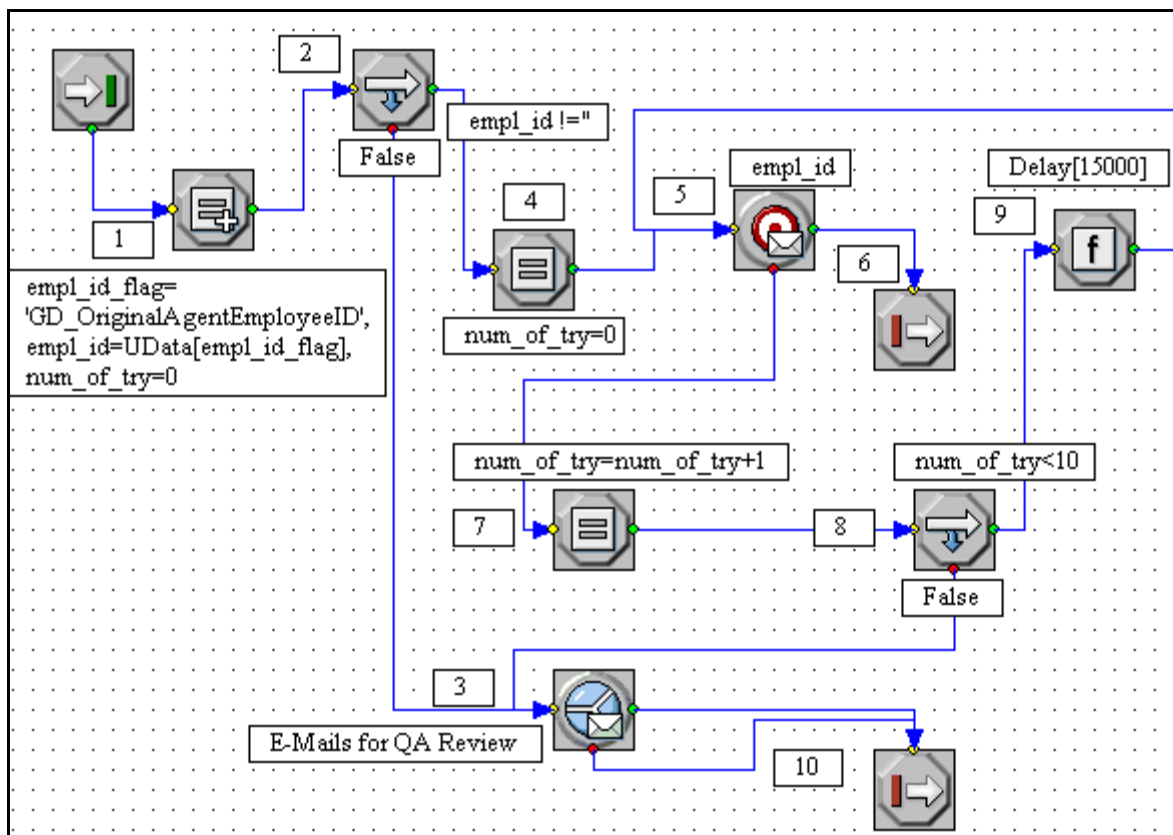 2
empl_id !=''
False
1
empl_id_flag=
'GD_OriginalAgentEmployeeID',
empl_id=UData[empl_id_flag],
num_of_try=0
4
num_of_try=0
5
empl_id
6
Delay[15000]
9
f
num_of_try=num_of_try+1
7
num_of_try<10
8
False
3
E-Mails for QA Review
10